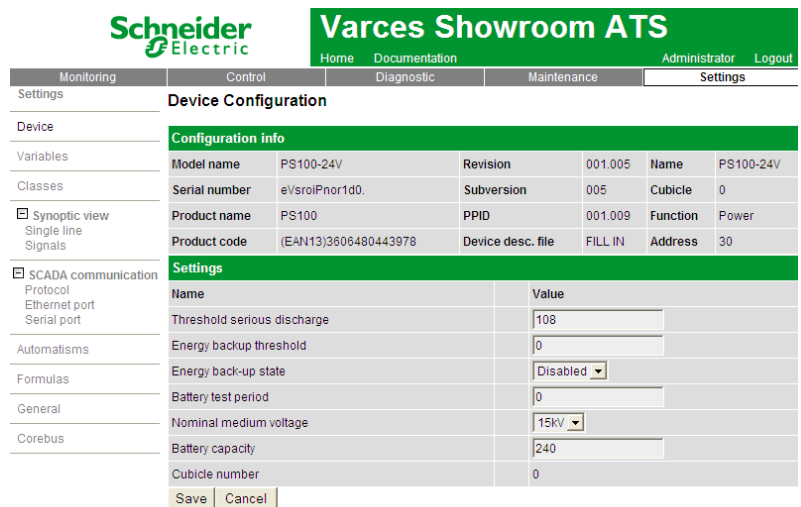 Schneider
Electric
Varces Showroom ATS
Home Documentation Administrator Logout
Monitoring Control Diagnostic Maintenance Settings
Settings
Device
Variables
Classes
Synoptic view
Single line
Signals
SCADA communication
Protocol
Ethernet port
Serial port
Automatisms
Formulas
General
Corebus
Device Configuration
Configuration info
Model name PS100-24V Revision 001.005 Name PS100-24V
Serial number eVsroiPnor1d0. Subversion 005 Cubicle 0
Product name PS100 PPID 001.009 Function Power
Product code (EAN13)3606480443978 Device desc. file FILL IN Address 30
Settings
Name Value
Threshold serious discharge 108
Energy backup threshold 0
Energy back-up state Disabled
Battery test period 0
Nominal medium voltage 15kV
Battery capacity 240
Cubicle number 0
Save Cancel